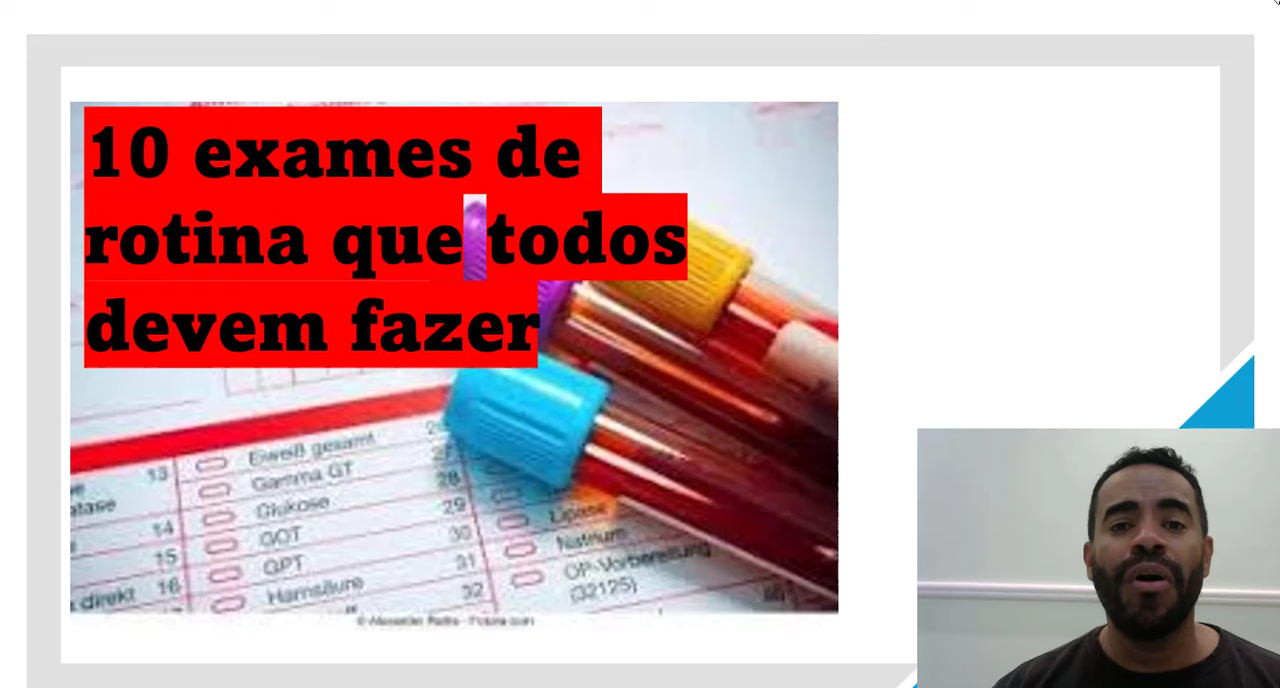 10 exames de
rotina que todos
devem fazer
13
Eiweiß gesamt
Gamma GT
28
Glukose
29
14
GOT
30
15
GPT
31
direkt 16
Harnsäure
32
Lipase
Natrium
OP-Vorbereitung
(32125)